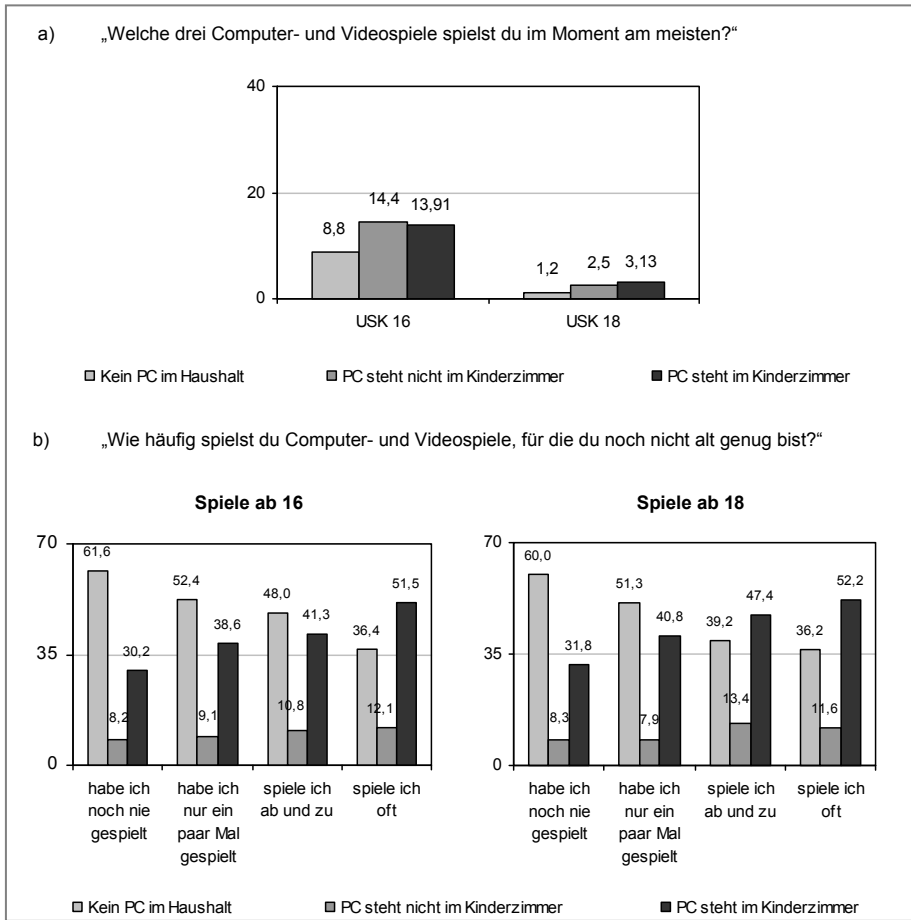 a) „Welche drei Computer- und Videospiele spielst du im Moment am meisten?“
40
20
0
8,8
14,4
13,91
1,2
2,5
3,13
USK 16
USK 18
Kein PC im Haushalt
PC steht nicht im Kinderzimmer
PC steht im Kinderzimmer
b) „Wie häufig spielst du Computer- und Videospiele, für die du noch nicht alt genug bist?“
Spiele ab 16
70
35
0
61,6
8,2
30,2
52,4
9,1
38,6
48,0
10,8
41,3
36,4
12,1
51,5
habe ich
noch nie
gespielt
habe ich
nur ein
paar Mal
gespielt
spiele ich
ab und zu
spiele ich
oft
Spiele ab 18
70
35
0
60,0
8,3
31,8
51,3
7,9
40,8
39,2
13,4
47,4
36,2
11,6
52,2
habe ich
noch nie
gespielt
habe ich
nur ein
paar Mal
gespielt
spiele ich
ab und zu
spiele ich
oft
Kein PC im Haushalt
PC steht nicht im Kinderzimmer
PC steht im Kinderzimmer